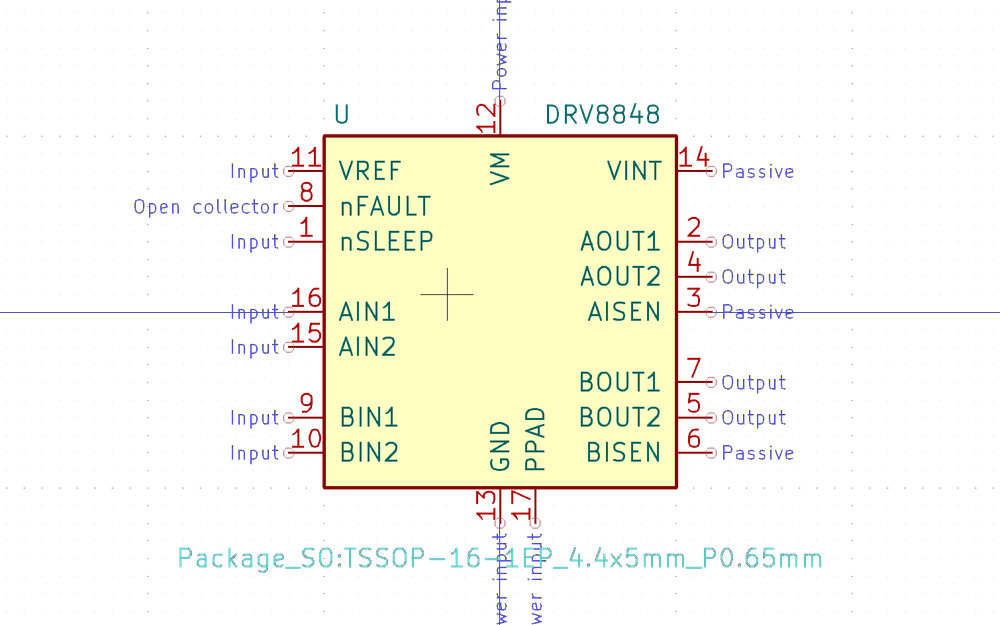 Power inp
12
U
DRV8848
VM
Input 11 VREF
VINT 14 Passive
Open collector 8 nFAULT
Input 1 nSLEEP
AOUT1 2 Output
AOUT2 4 Output
Input 16 AIN1
AISEN 3 Passive
Input 15 AIN2
BOUT1 7 Output
Input 9 BIN1
BOUT2 5 Output
Input 10 BIN2
BISEN 6 Passive
GND
PPAD
13
17
wer input
wer input
Package_SO:TSSOP-16-1EP_4.4x5mm_P0.65mm